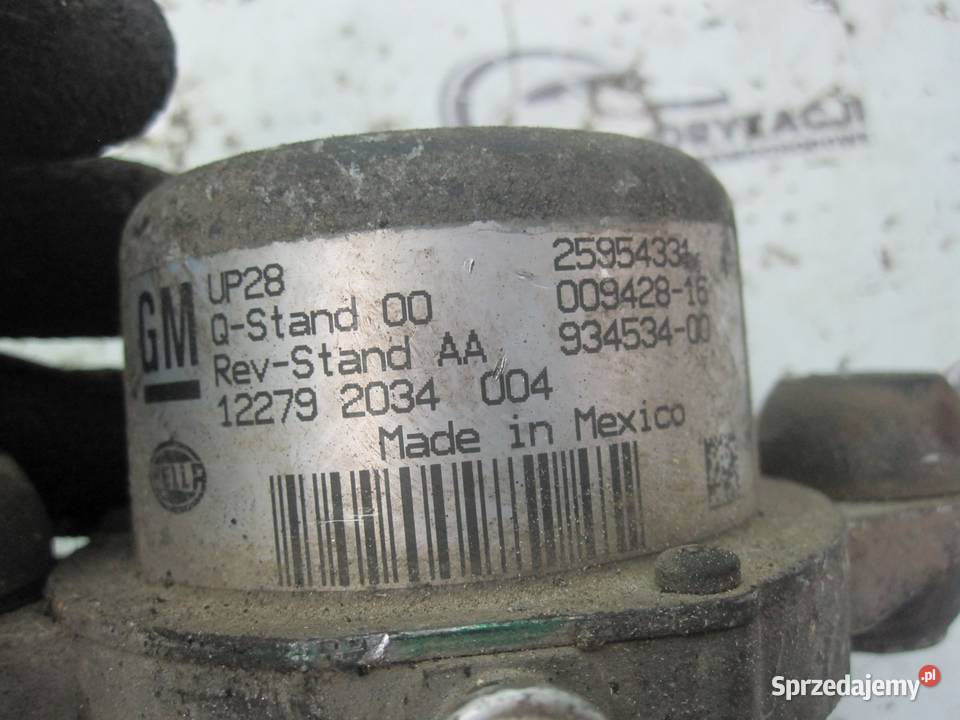 GM
UP28 25954331
Q-Stand 00 009428-16
Rev-Stand AA 934534-00
12279 2034 004
Made in Mexico
HELLA
Sprzedajemy.pl